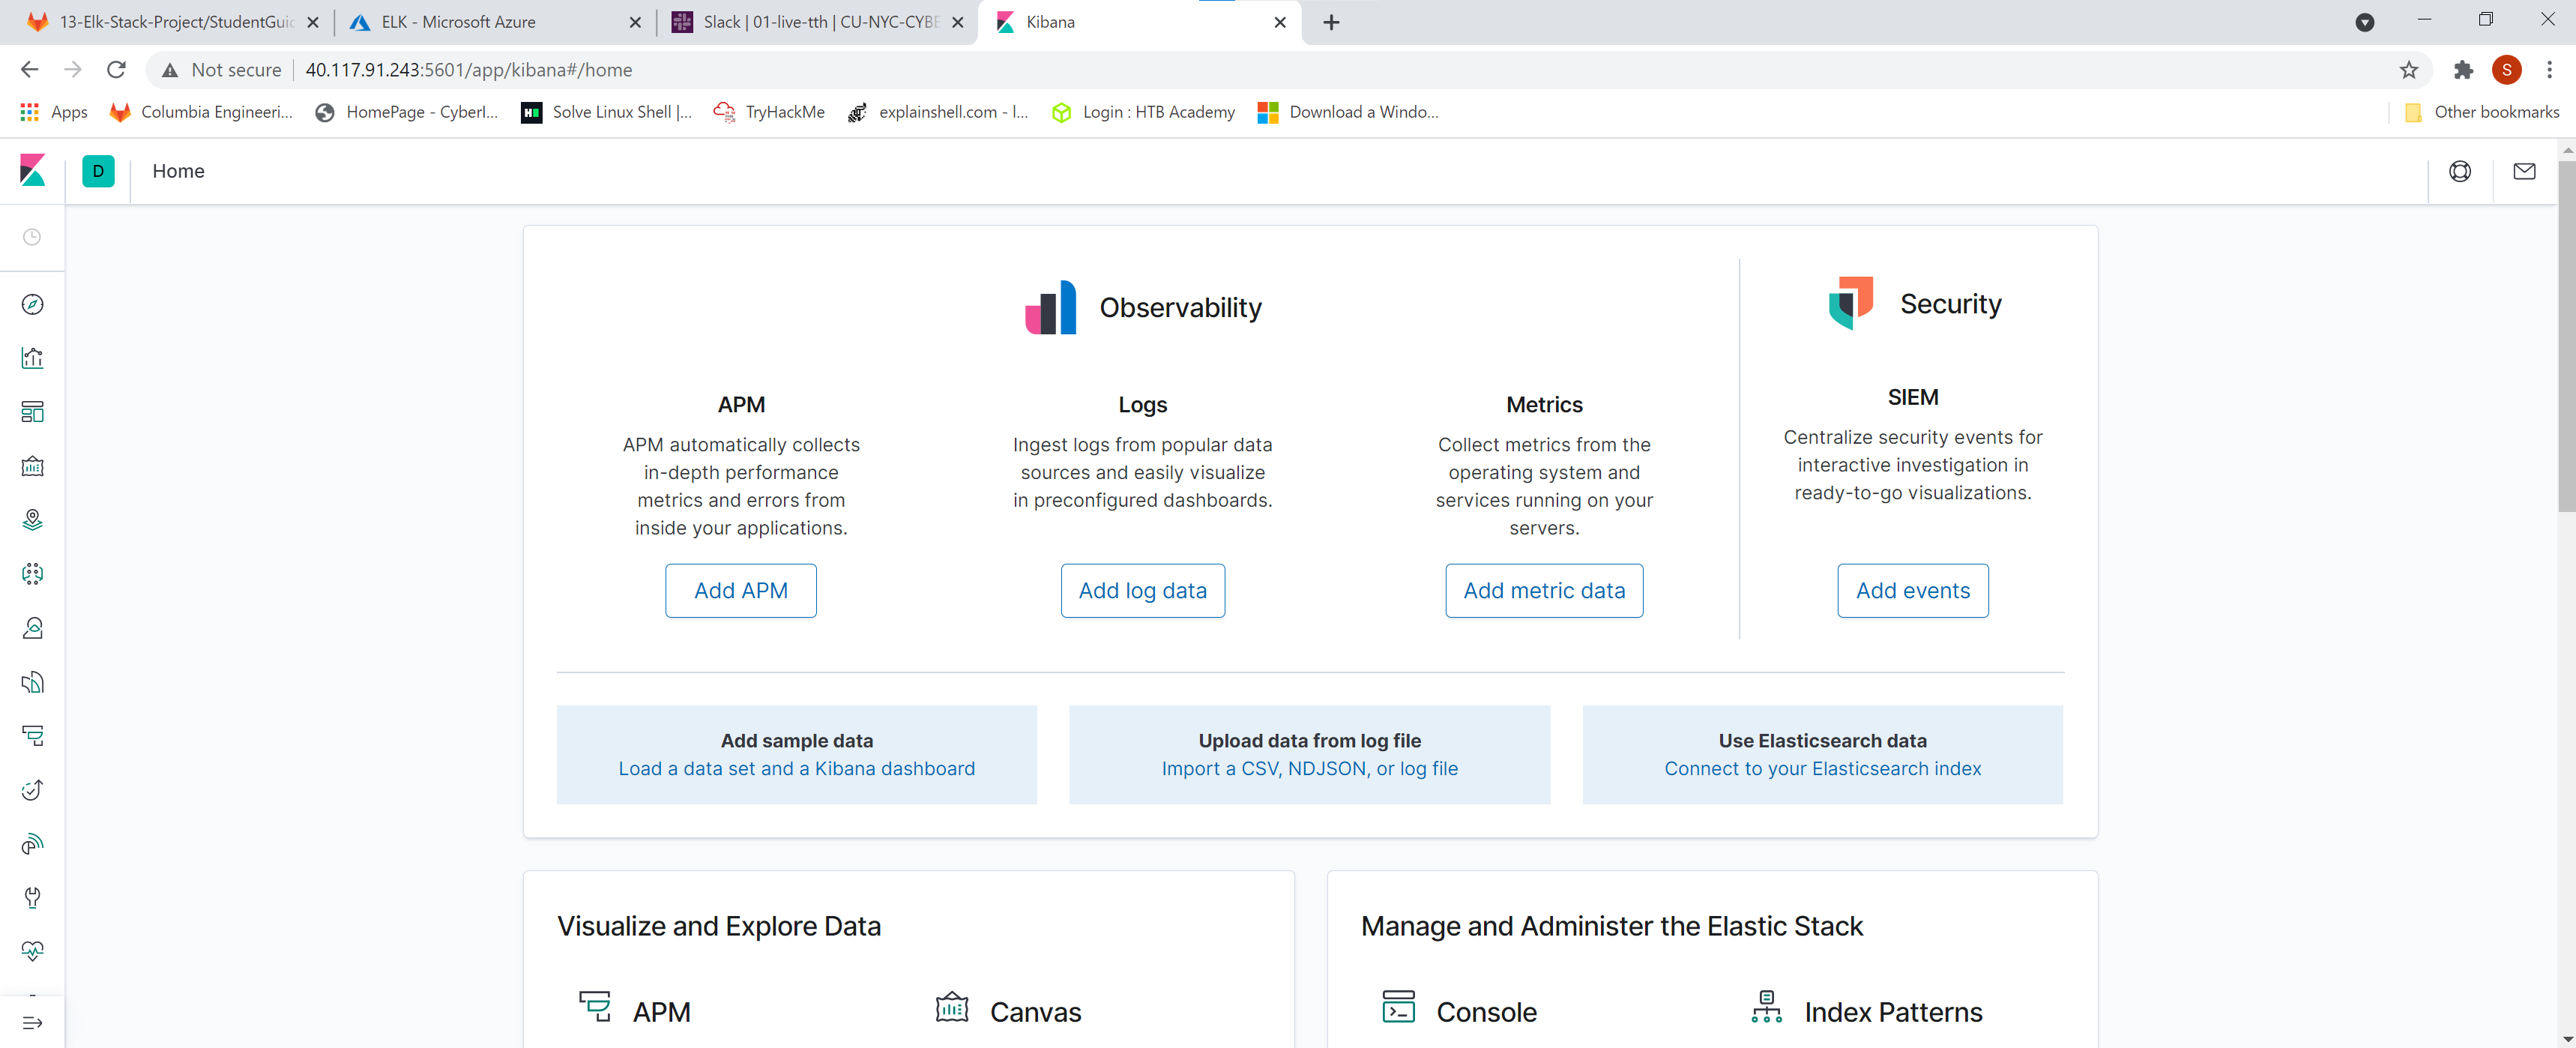 13-Elk-Stack-Project/StudentGuid
ELK - Microsoft Azure
Slack | 01-live-tth | CU-NYC-CYBE
Kibana
Not secure
40.117.91.243:5601/app/kibana#/home
S
Apps
Columbia Engineeri...
HomePage - Cyberl...
Solve Linux Shell |...
TryHackMe
explainshell.com - l...
Login : HTB Academy
Download a Windo...
Other bookmarks
D
Home
Observability
Security
APM
APM automatically collects
in-depth performance
metrics and errors from
inside your applications.
Add APM
Logs
Ingest logs from popular data
sources and easily visualize
in preconfigured dashboards.
Add log data
Metrics
Collect metrics from the
operating system and
services running on your
servers.
Add metric data
SIEM
Centralize security events for
interactive investigation in
ready-to-go visualizations.
Add events
Add sample data
Load a data set and a Kibana dashboard
Upload data from log file
Import a CSV, NDJSON, or log file
Use Elasticsearch data
Connect to your Elasticsearch index
Visualize and Explore Data
APM
Canvas
Manage and Administer the Elastic Stack
Console
Index Patterns